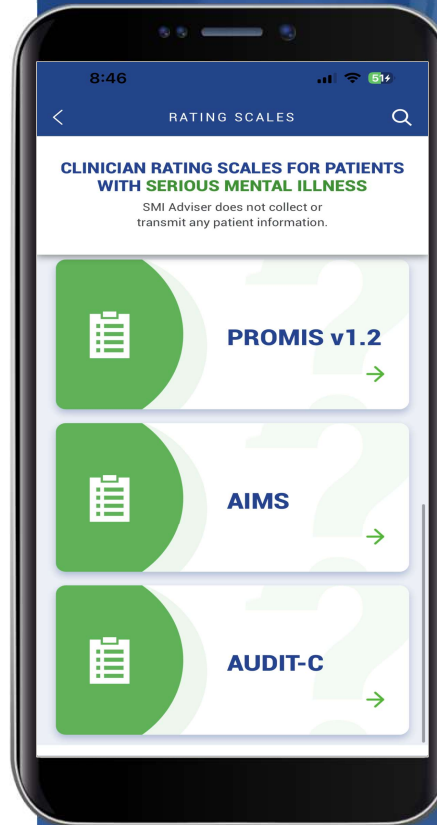 8:46
51
RATING SCALES
CLINICIAN RATING SCALES FOR PATIENTS
WITH SERIOUS MENTAL ILLNESS
SMI Adviser does not collect or
transmit any patient information.
PROMIS v1.2
AIMS
AUDIT-C